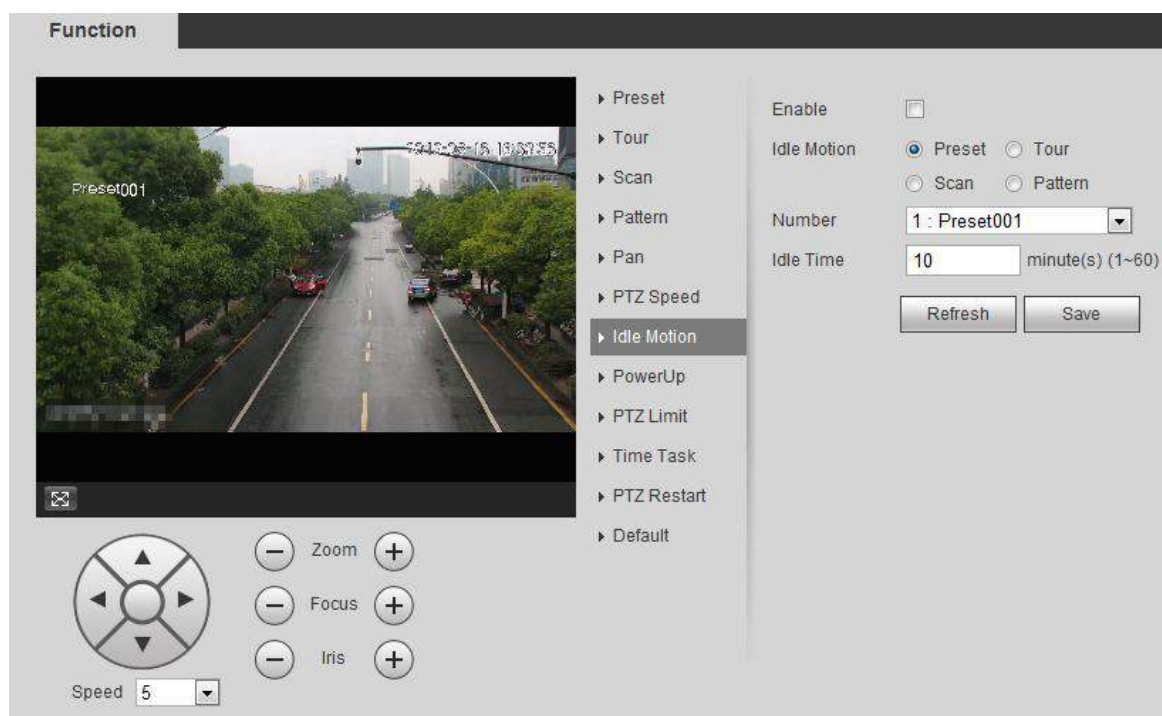 Function
Preset001
Preset
Tour
Scan
Pattern
Pan
PTZ Speed
Idle Motion
PowerUp
PTZ Limit
Time Task
PTZ Restart
Default
Enable
Idle Motion Preset Tour
Scan Pattern
Number 1 : Preset001
Idle Time 10 minute(s) (1~60)
Refresh Save
Zoom
Focus
Iris
Speed 5